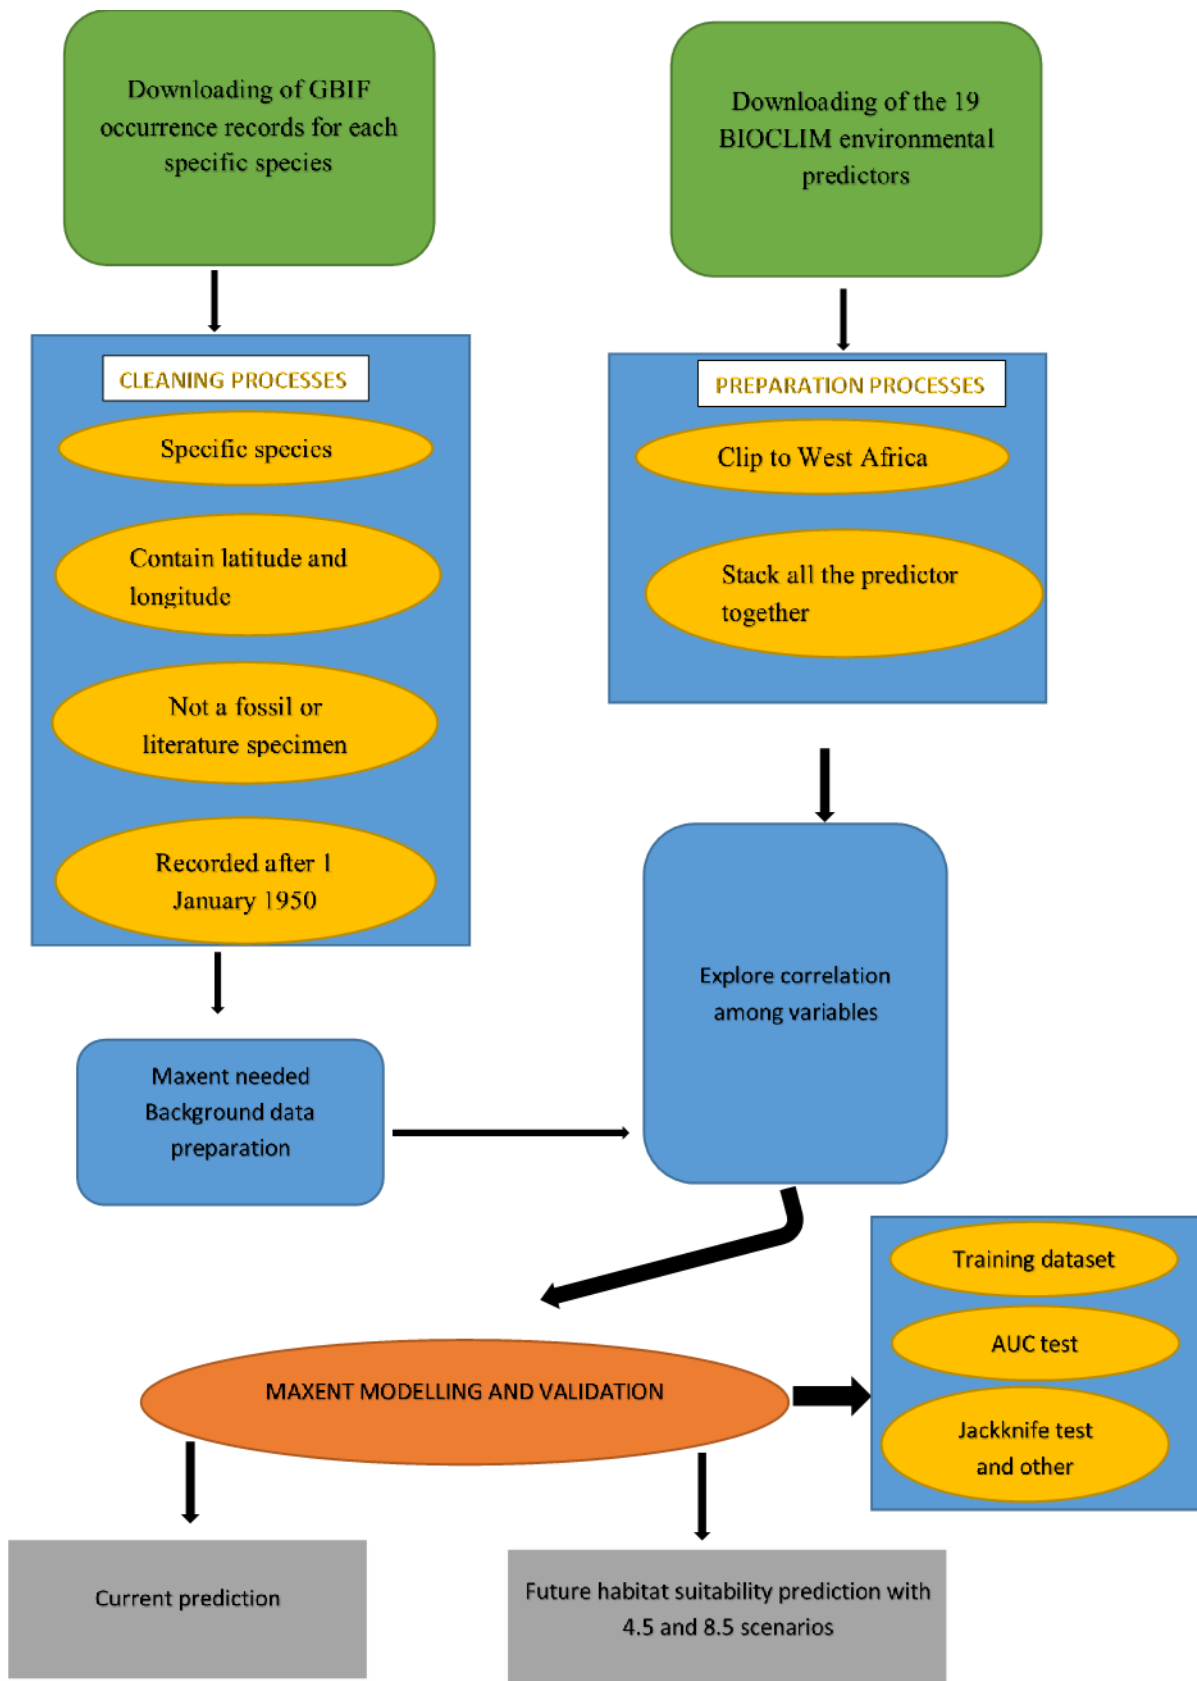 Downloading of GBIF
occurrence records for each
specific species
Downloading of the 19
BIOCLIM environmental
predictors
CLEANING PROCESSES
Specific species
Contain latitude and
longitude
Not a fossil or
literature specimen
Recorded after 1
January 1950
PREPARATION PROCESSES
Clip to West Africa
Stack all the predictor
together
Maxent needed
Background data
preparation
Explore correlation
among variables
MAXENT MODELLING AND VALIDATION
Training dataset
AUC test
Jackknife test
and other
Current prediction
Future habitat suitability prediction with
4.5 and 8.5 scenarios